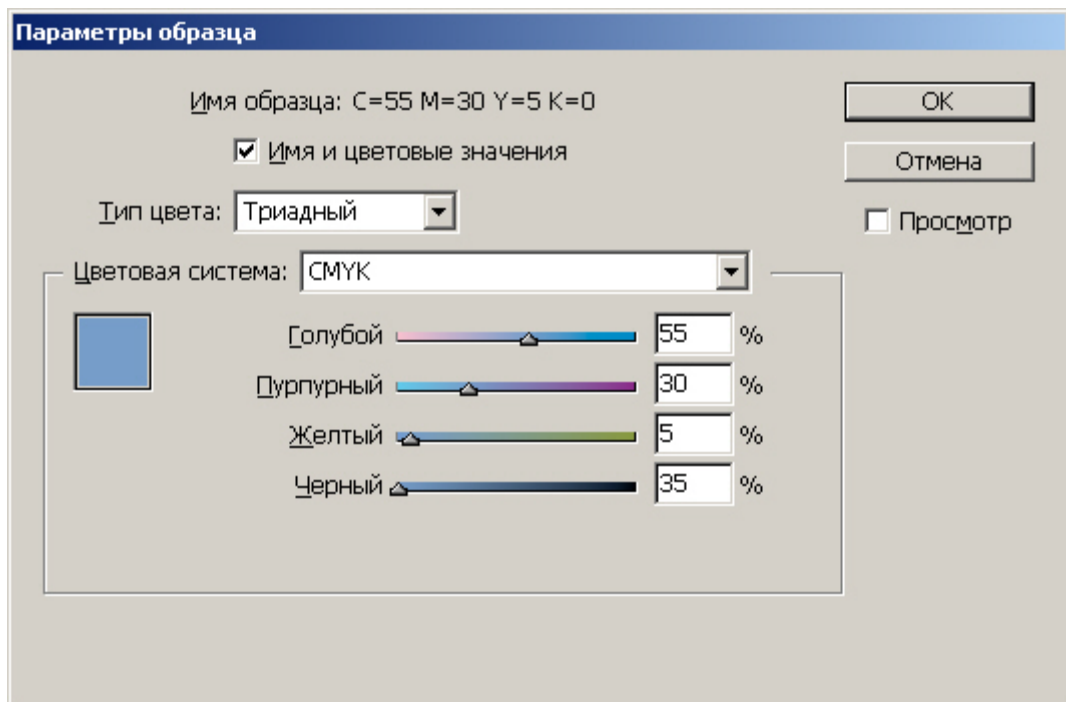 Параметры образца
Имя образца: C=55 M=30 Y=5 K=0
OK
Имя и цветовые значения
Отмена
Тип цвета: Триадный
Просмотр
Цветовая система: CMYK
Голубой 55 %
Пурпурный 30 %
Желтый 5 %
Черный 35 %